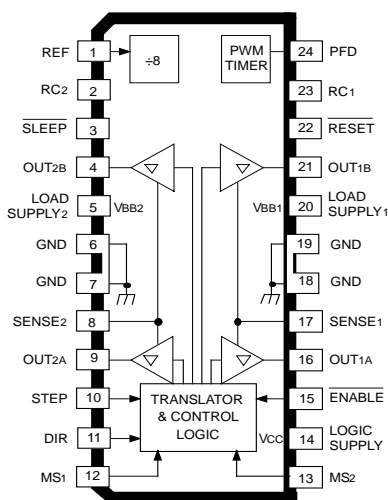 REF 1 ÷8 PWM TIMER 24 PFD
RC2 2 23 RC1
SLEEP 3 22 RESET
OUT2B 4 21 OUT1B
LOAD SUPPLY2 5 VBB2 VBB1 20 LOAD SUPPLY1
GND 6 19 GND
GND 7 18 GND
SENSE2 8 17 SENSE1
OUT2A 9 16 OUT1A
STEP 10 TRANSLATOR & CONTROL LOGIC 15 ENABLE
DIR 11 VCC 14 LOGIC SUPPLY
MS1 12 13 MS2